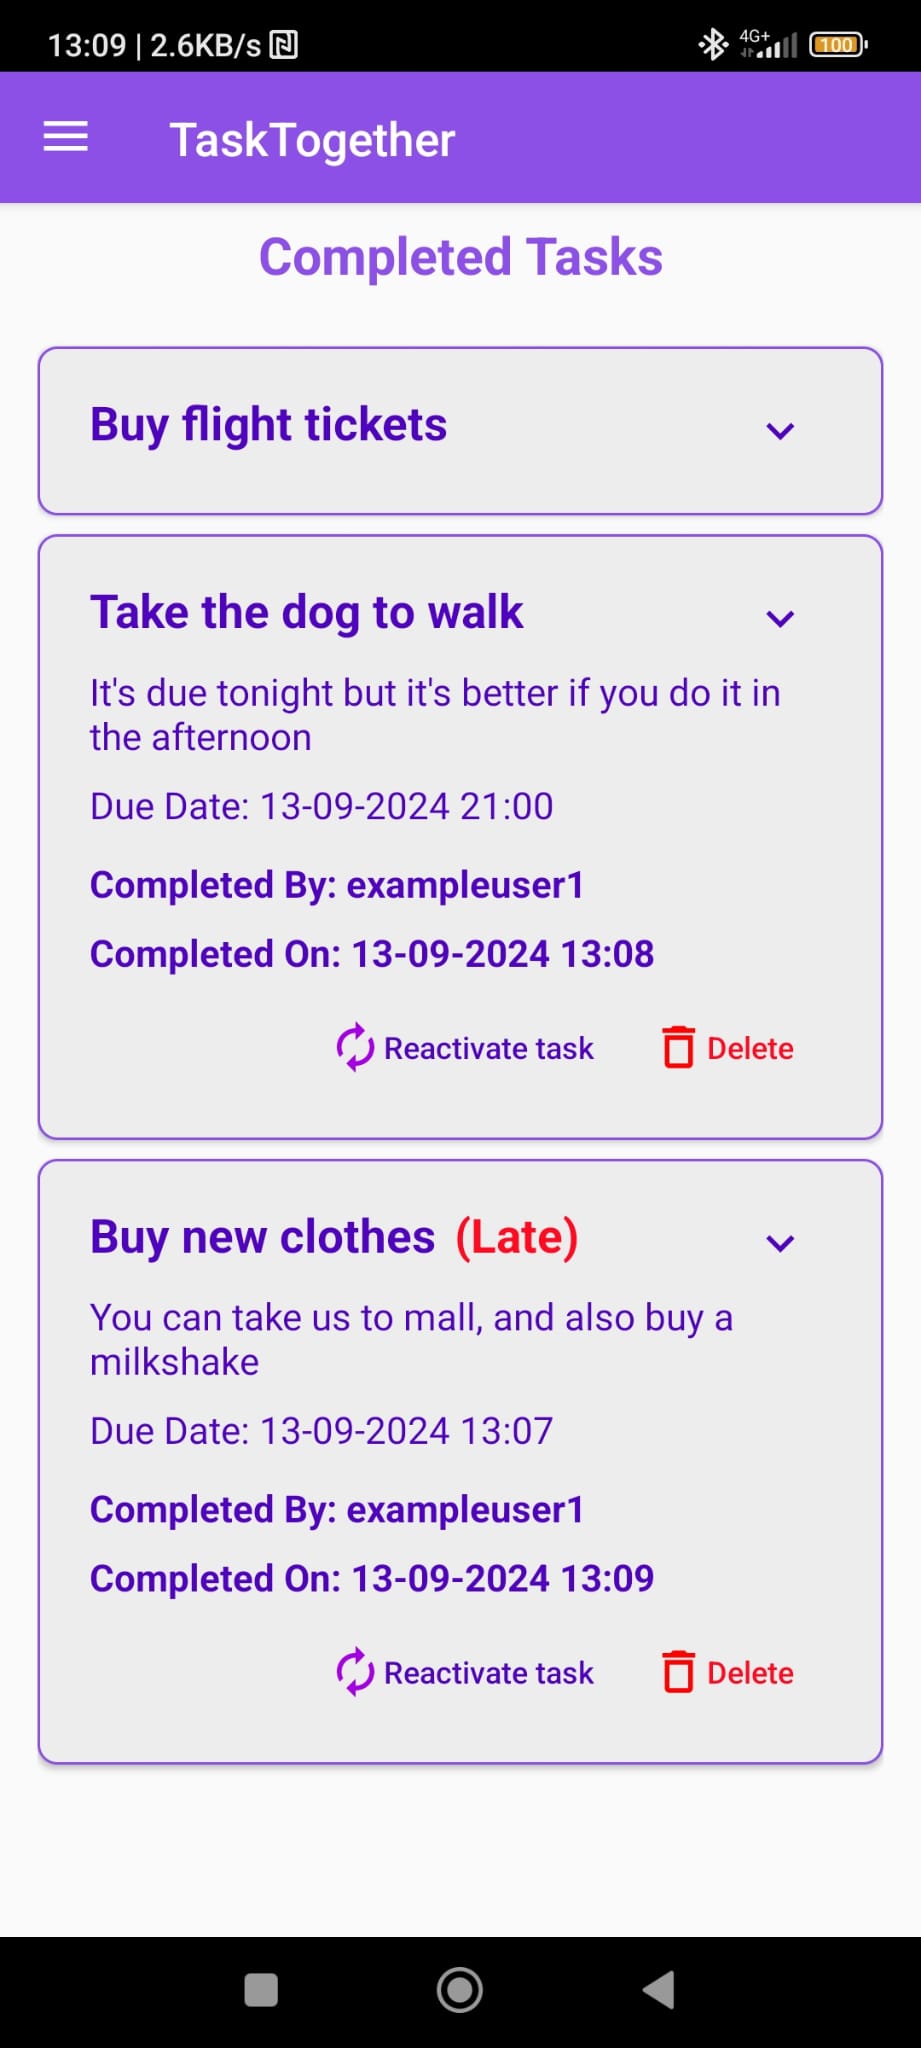 13:09 | 2.6KB/s
4G+
100
TaskTogether
Completed Tasks
Buy flight tickets
Take the dog to walk
It's due tonight but it's better if you do it in
the afternoon
Due Date: 13-09-2024 21:00
Completed By: exampleuser1
Completed On: 13-09-2024 13:08
Reactivate task
Delete
Buy new clothes (Late)
You can take us to mall, and also buy a
milkshake
Due Date: 13-09-2024 13:07
Completed By: exampleuser1
Completed On: 13-09-2024 13:09
Reactivate task
Delete